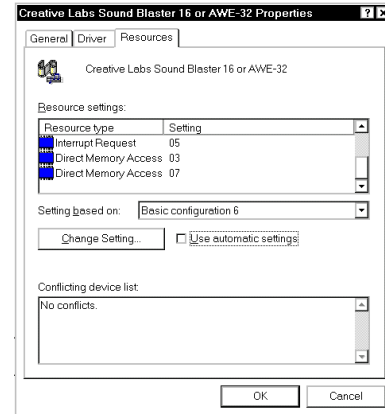 Creative Labs Sound Blaster 16 or AWE-32 Properties
General Driver Resources
Creative Labs Sound Blaster 16 or AWE-32
Resource settings:
Resource type Setting
Interrupt Request 05
Direct Memory Access 03
Direct Memory Access 07
Setting based on: Basic configuration 6
Change Setting... Use automatic settings
Conflicting device list:
No conflicts.
OK Cancel